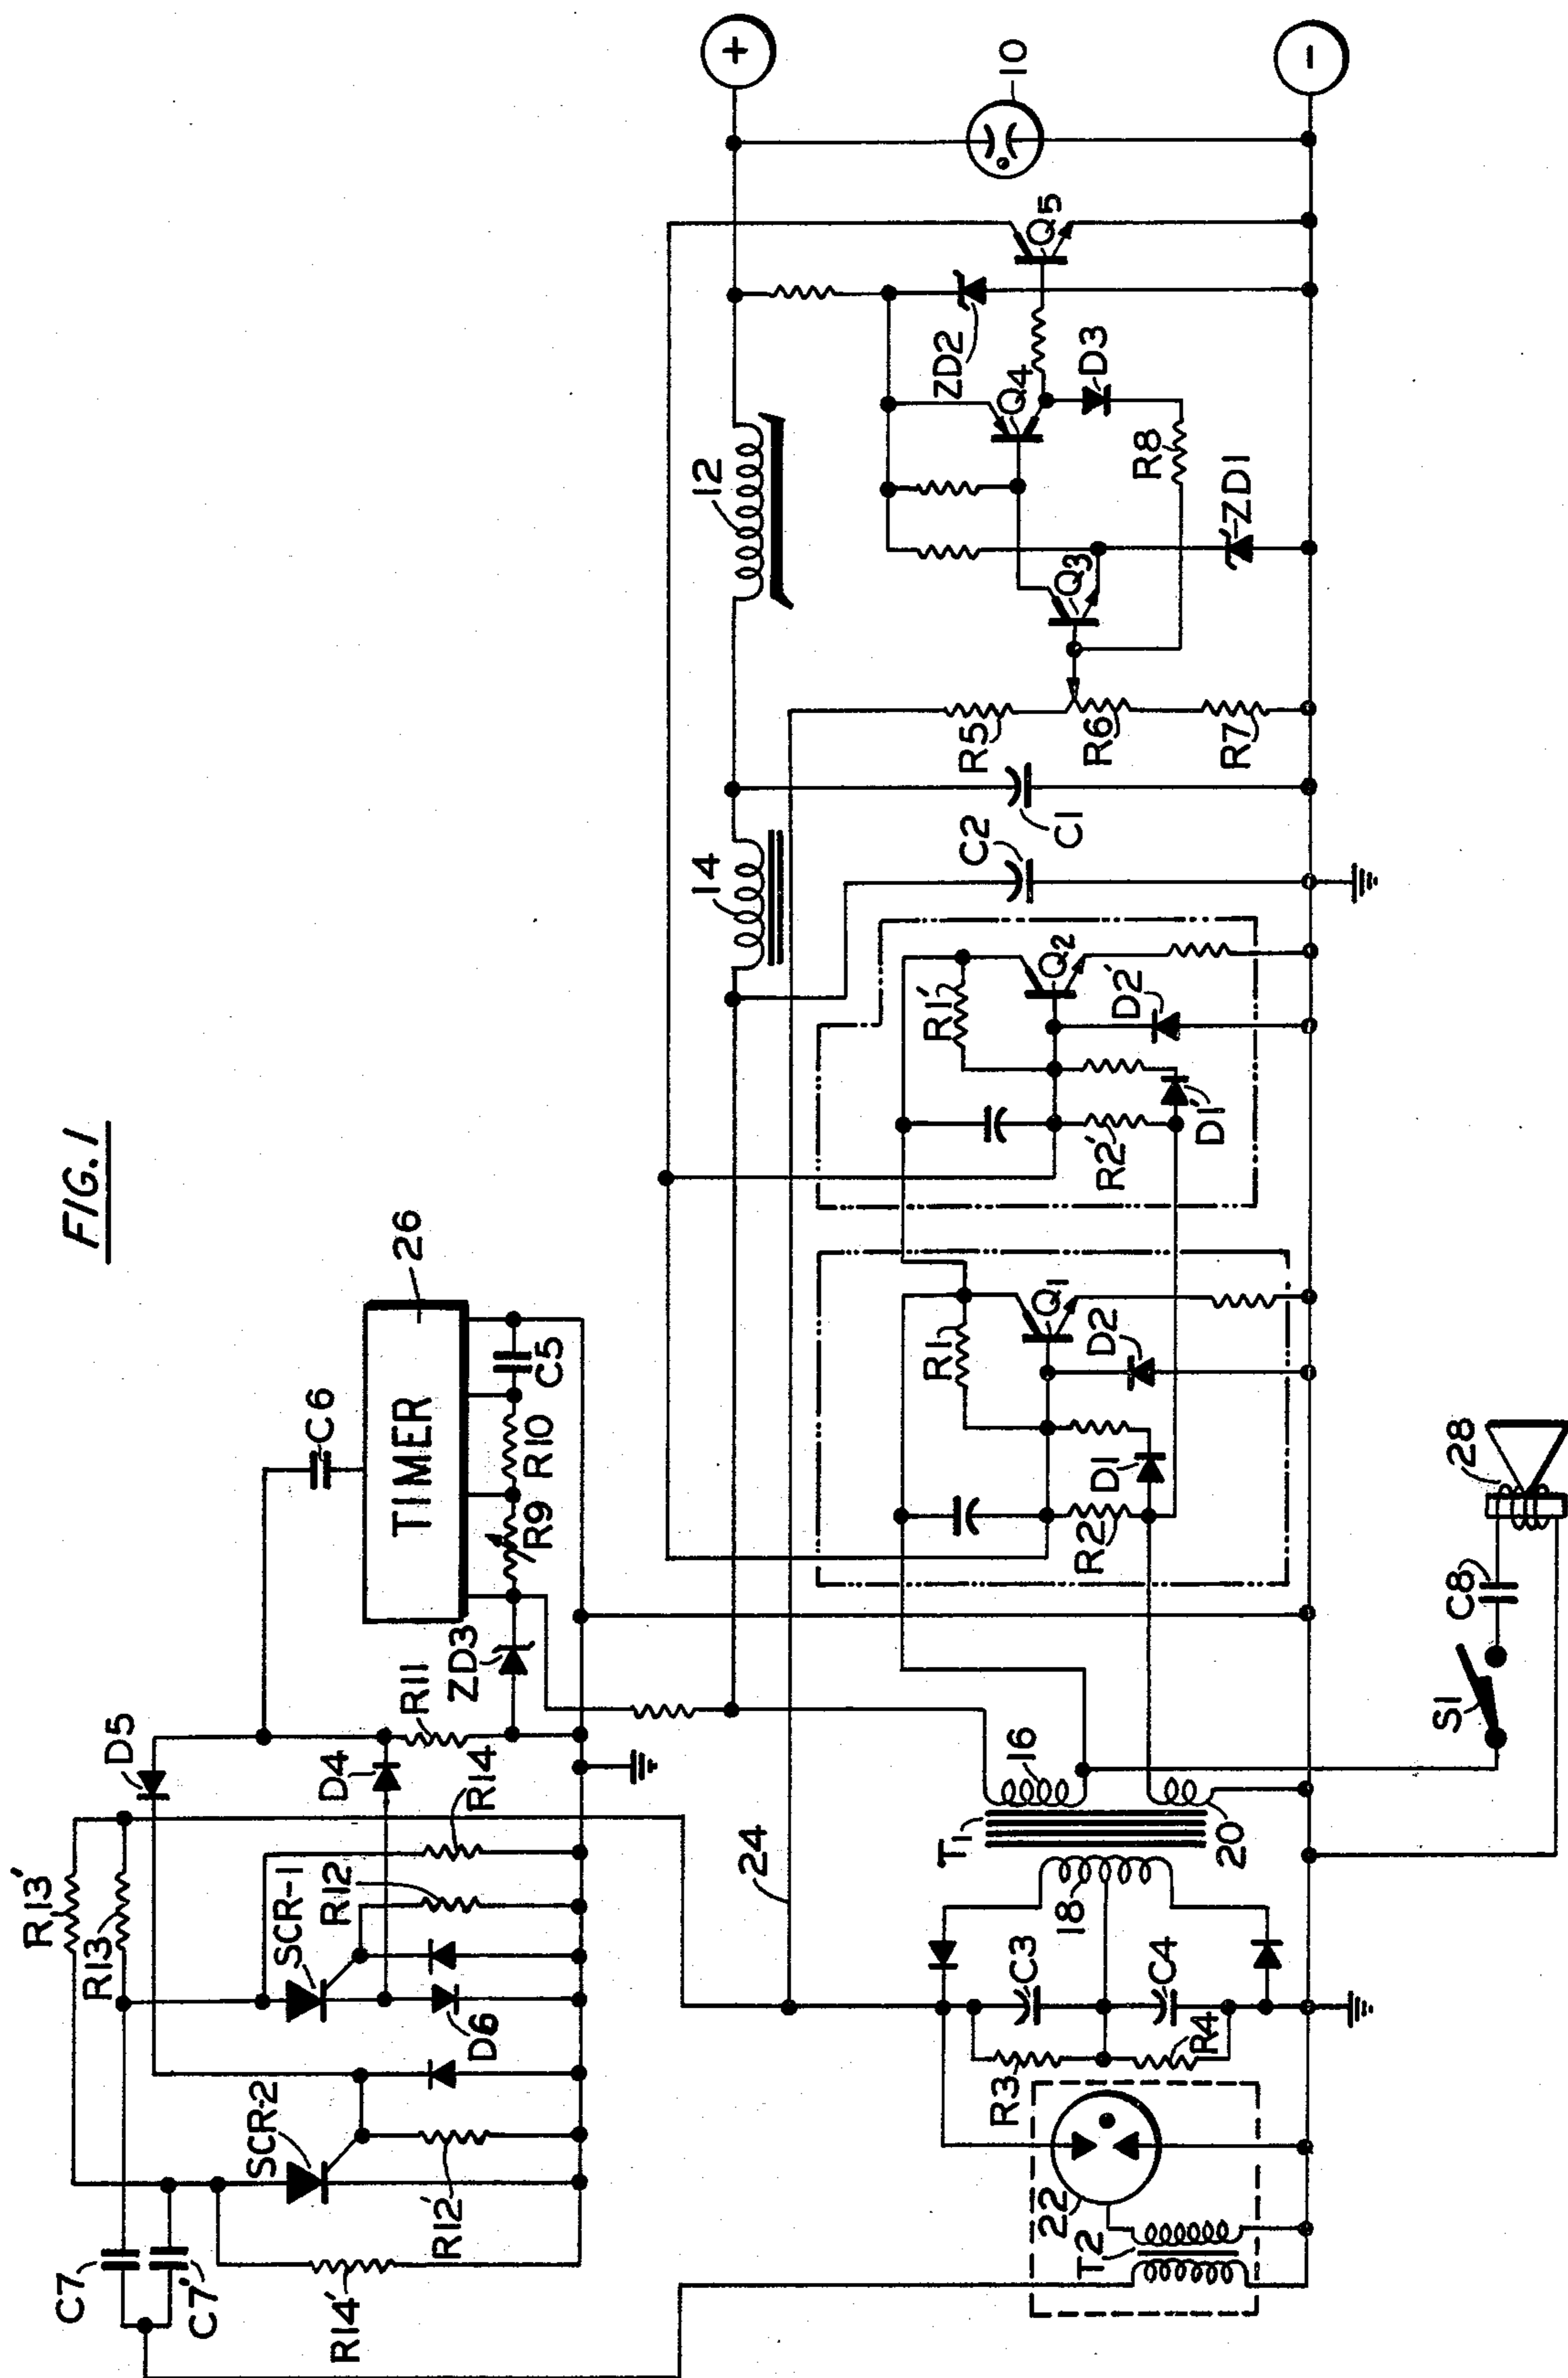 FIG. 1
C7
C7'
R14'
R13'
R13
SCR-2
R12'
SCR-1
D6
R12
R14
D5
D4
R11
ZD3
C6
TIMER
26
R9
R10
C5
24
T2
22
R3
R4
C3
C4
18
T1
16
20
S1
C8
28
R1
Q1
R2
D1
D2
R1'
Q2
R2'
D1'
D2'
14
C2
C1
12
R5
R6
R7
Q3
Q4
Q5
ZD2
D3
R8
ZD1
10
+
-